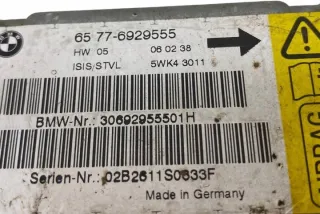 65 77-6929555
HW 05 06 02 38
ISIS/STVL 5WK4 3011
BMW-Nr.: 30692955501H
Serien-Nr.: 02B2611S0633F
Made in Germany
AIRBAG